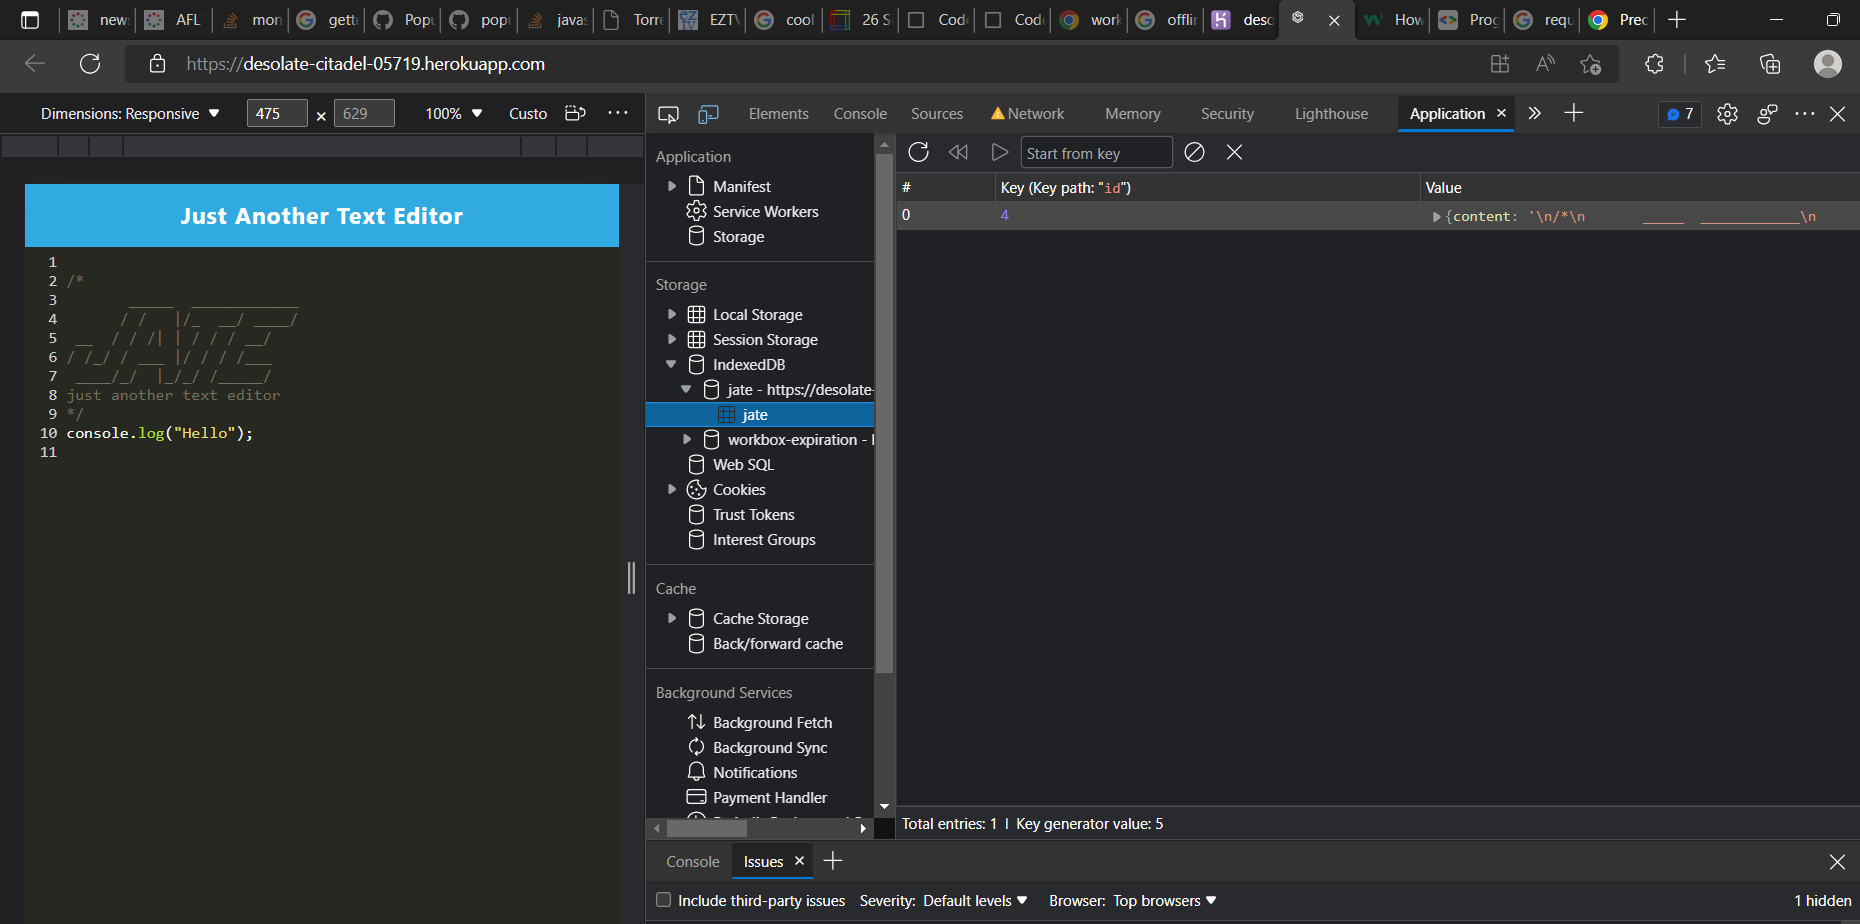 new
AFL
mon
gett
Popu
pop
java
Torre
EZTV
cool
26 S
Cod
Cod
work
offlir
deso
How
Prog
requ
Prec
https://desolate-citadel-05719.herokuapp.com
Dimensions: Responsive 475 × 629 100% Custo
Elements Console Sources Network Memory Security Lighthouse Application 7
Just Another Text Editor
1
2 /*
3      _____  ____________
4      / /   |/_  __/ ____/
5  __  / / /| | / / / __/
6 / /_/ / ___ |/ / / /___
7  ____/_/  |_/_/ /_____/
8 just another text editor
9 */
10 console.log("Hello");
11
Application
Manifest
Service Workers
Storage
Storage
Local Storage
Session Storage
IndexedDB
jate - https://desolate-
jate
workbox-expiration -
Web SQL
Cookies
Trust Tokens
Interest Groups
Cache
Cache Storage
Back/forward cache
Background Services
Background Fetch
Background Sync
Notifications
Payment Handler
Start from key
# Key (Key path: "id") Value
0 4 {content: '\n/*\n       _____  ____________\n
Total entries: 1 | Key generator value: 5
Console Issues
Include third-party issues Severity: Default levels Browser: Top browsers 1 hidden